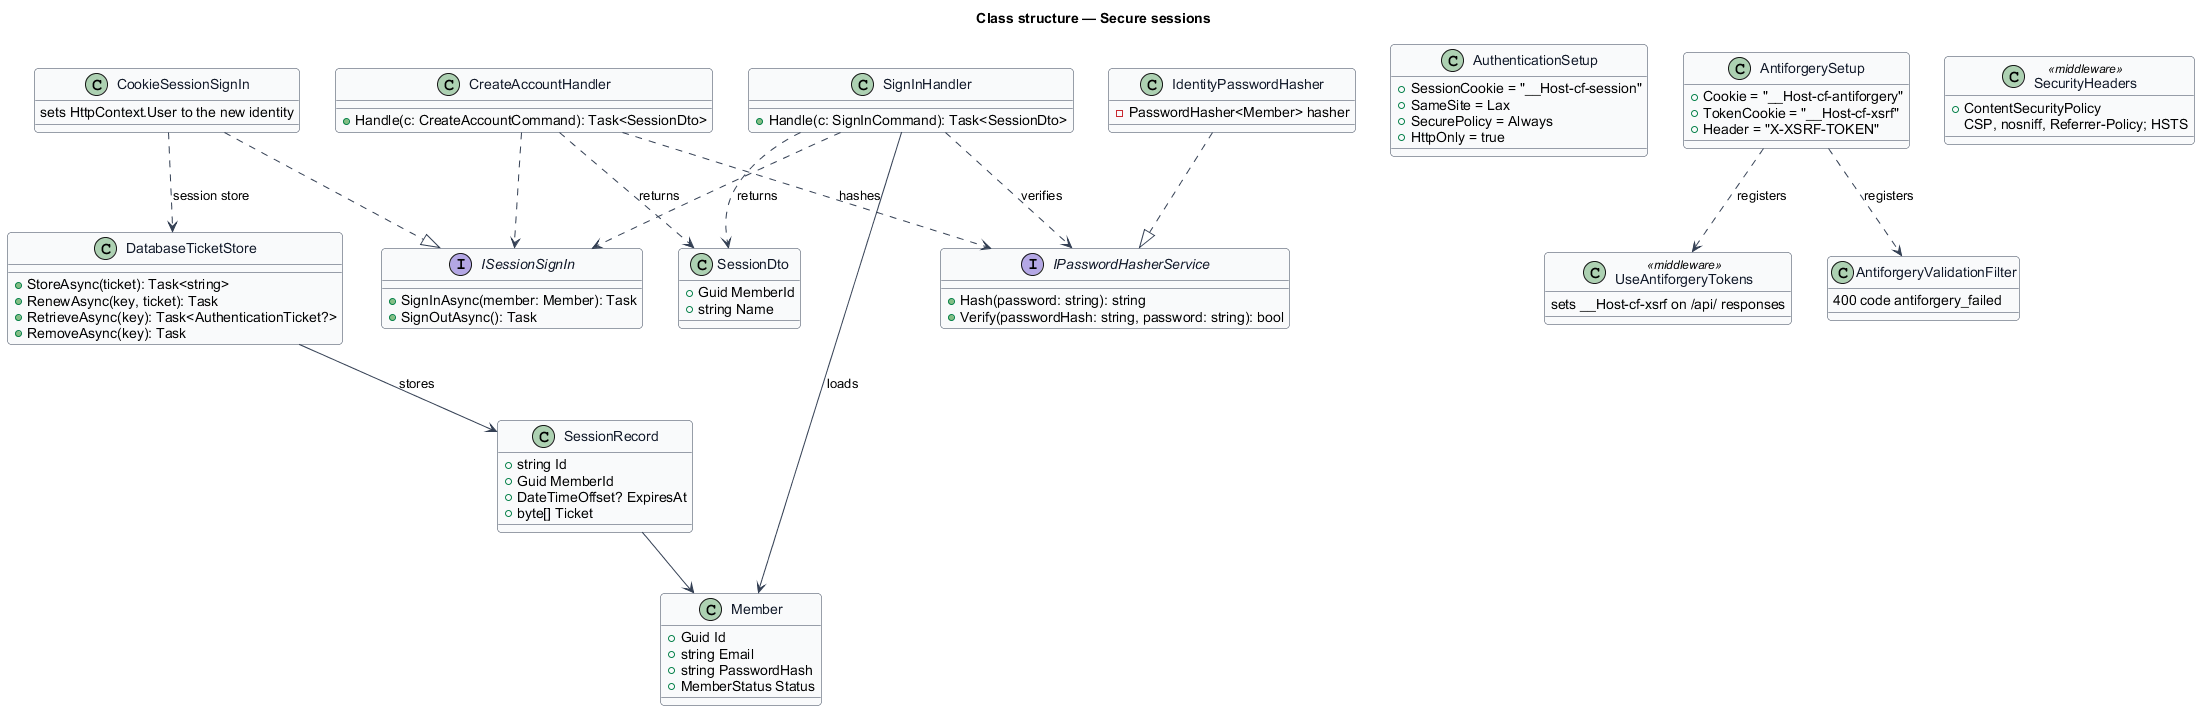 Class structure — Secure sessions
C CookieSessionSignIn
sets HttpContext.User to the new identity
C CreateAccountHandler
Handle(c: CreateAccountCommand): Task<SessionDto>
C SignInHandler
Handle(c: SignInCommand): Task<SessionDto>
C IdentityPasswordHasher
PasswordHasher<Member> hasher
C AuthenticationSetup
SessionCookie = "__Host-cf-session"
SameSite = Lax
SecurePolicy = Always
HttpOnly = true
C AntiforgerySetup
Cookie = "__Host-cf-antiforgery"
TokenCookie = "__Host-cf-xsrf"
Header = "X-XSRF-TOKEN"
C «middleware»
SecurityHeaders
ContentSecurityPolicy
CSP, nosniff, Referrer-Policy; HSTS
session store
returns
returns
hashes
verifies
registers
registers
C DatabaseTicketStore
StoreAsync(ticket): Task<string>
RenewAsync(key, ticket): Task
RetrieveAsync(key): Task<AuthenticationTicket?>
RemoveAsync(key): Task
I ISessionSignIn
SignInAsync(member: Member): Task
SignOutAsync(): Task
C SessionDto
Guid MemberId
string Name
I IPasswordHasherService
Hash(password: string): string
Verify(passwordHash: string, password: string): bool
C «middleware»
UseAntiforgeryTokens
sets __Host-cf-xsrf on /api/ responses
C AntiforgeryValidationFilter
400 code antiforgery_failed
stores
loads
C SessionRecord
string Id
Guid MemberId
DateTimeOffset? ExpiresAt
byte[] Ticket
C Member
Guid Id
string Email
string PasswordHash
MemberStatus Status